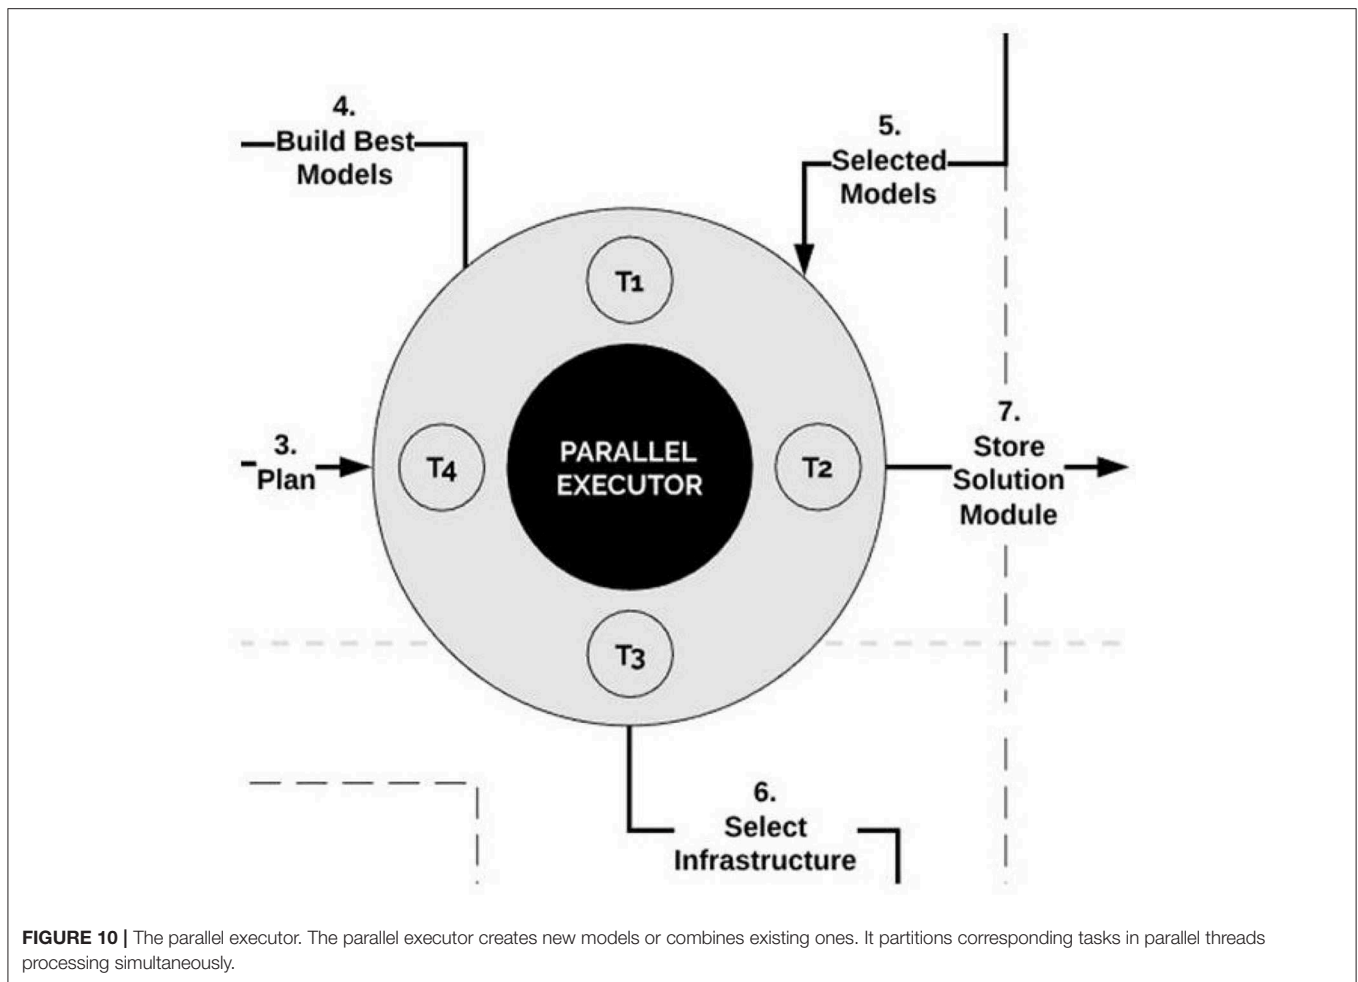 4.
Build Best
Models
5.
Selected
Models
T1
3.
Plan
T4
PARALLEL
EXECUTOR
T2
7.
Store
Solution
Module
T3
6.
Select
Infrastructure
FIGURE 10 | The parallel executor. The parallel executor creates new models or combines existing ones. It partitions corresponding tasks in parallel threads
processing simultaneously.